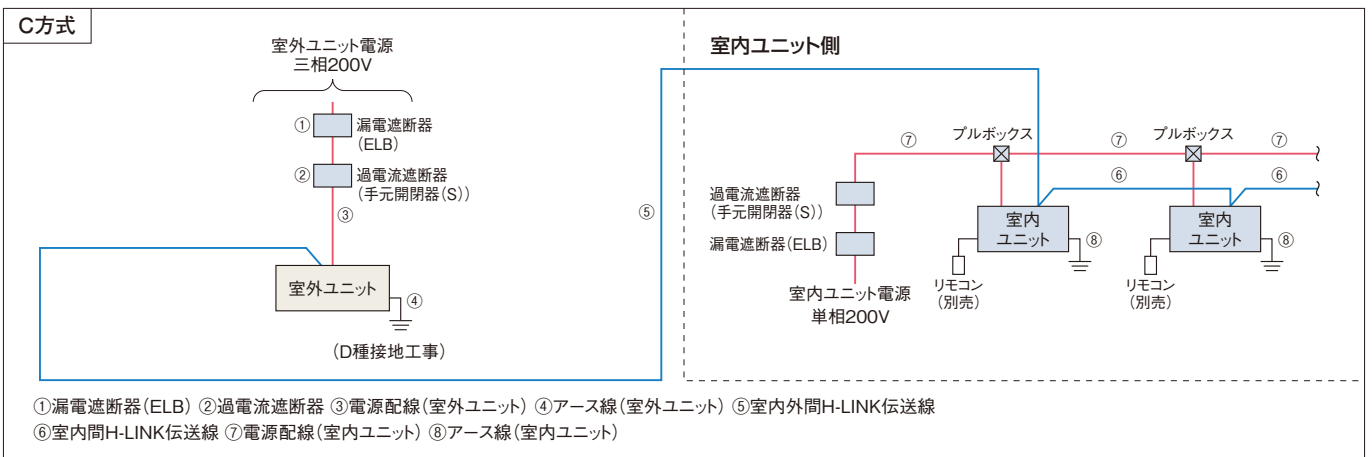 C方式
室外ユニット電源
三相200V
① 漏電遮断器
(ELB)
② 過電流遮断器
(手元開閉器(S))
③
室外ユニット
④
(D種接地工事)
⑤
室内ユニット側
⑦ プルボックス ⑦ プルボックス ⑦
⑥ ⑥
過電流遮断器
(手元開閉器(S))
漏電遮断器(ELB)
室内ユニット電源
単相200V
室内
ユニット
⑧
リモコン
(別売)
室内
ユニット
⑧
リモコン
(別売)
①漏電遮断器(ELB) ②過電流遮断器 ③電源配線(室外ユニット) ④アース線(室外ユニット) ⑤室内外間H-LINK伝送線
⑥室内間H-LINK伝送線 ⑦電源配線(室内ユニット) ⑧アース線(室内ユニット)